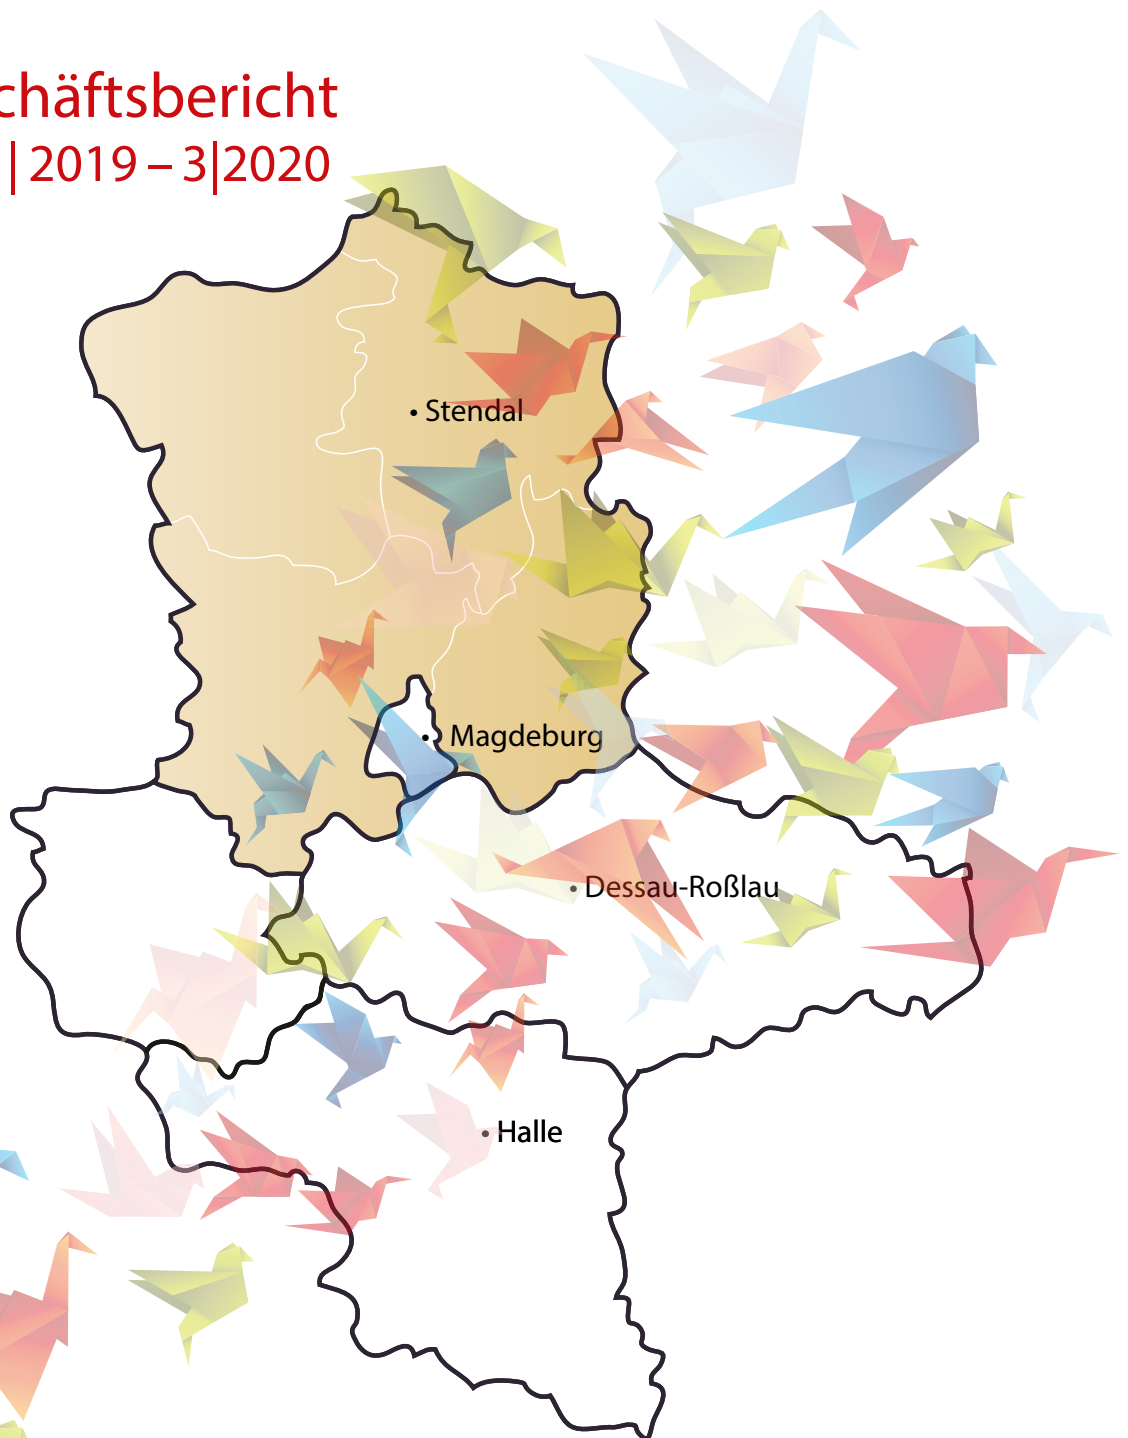 chäftsbericht
| 2019 – 3|2020
• Stendal
• Magdeburg
• Dessau-Roßlau
• Halle